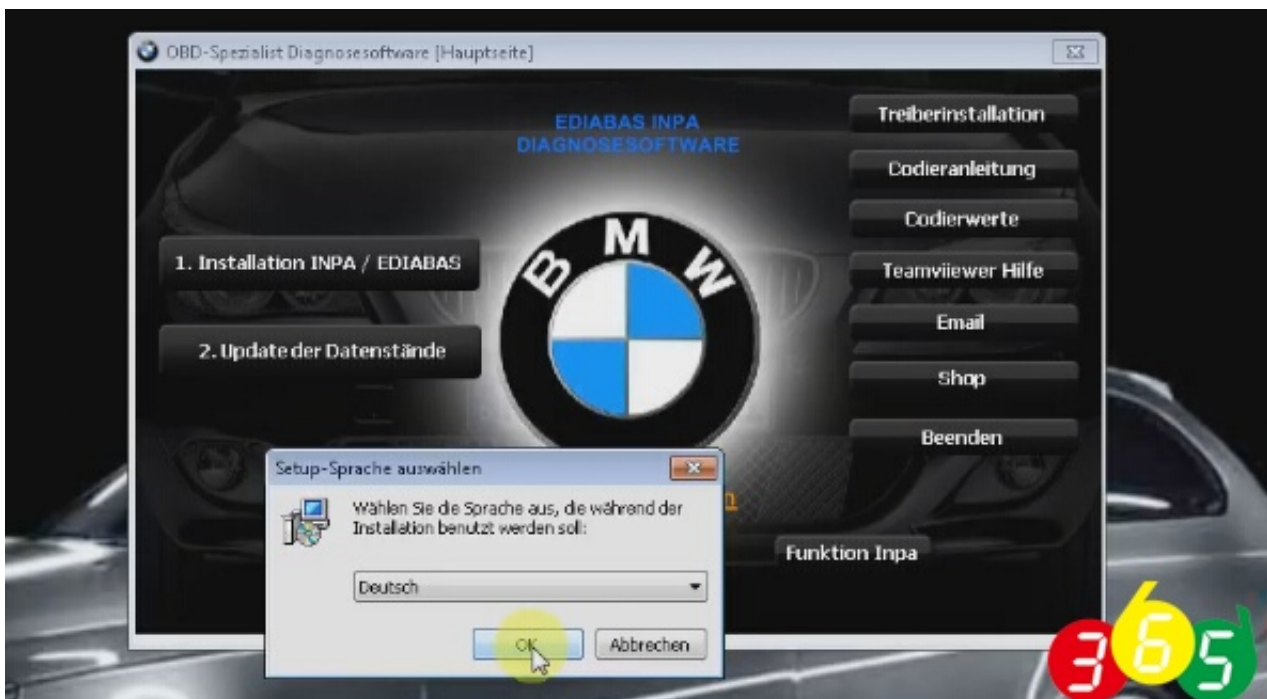 OBD-Spezialist Diagnosesoftware [Hauptseite]
EDIABAS INPA
DIAGNOSESOFTWARE
BMW
1. Installation INPA / EDIABAS
2. Update der Datenstände
Treiberinstallation
Codieranleitung
Codierwerte
Teamviiewer Hilfe
Email
Shop
Beenden
Funktion Inpa
Setup-Sprache auswählen
Wählen Sie die Sprache aus, die während der
Installation benutzt werden soll:
Deutsch
OK
Abbrechen
365